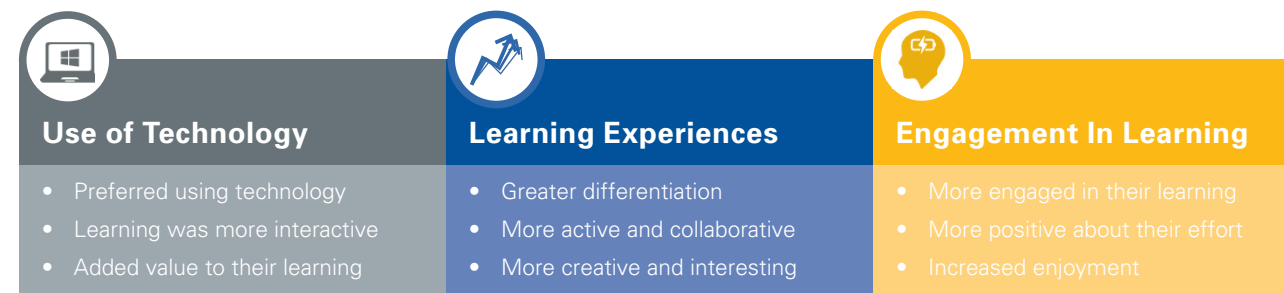 Use of Technology
• Preferred using technology
• Learning was more interactive
• Added value to their learning
Learning Experiences
• Greater differentiation
• More active and collaborative
• More creative and interesting
Engagement In Learning
• More engaged in their learning
• More positive about their effort
• Increased enjoyment